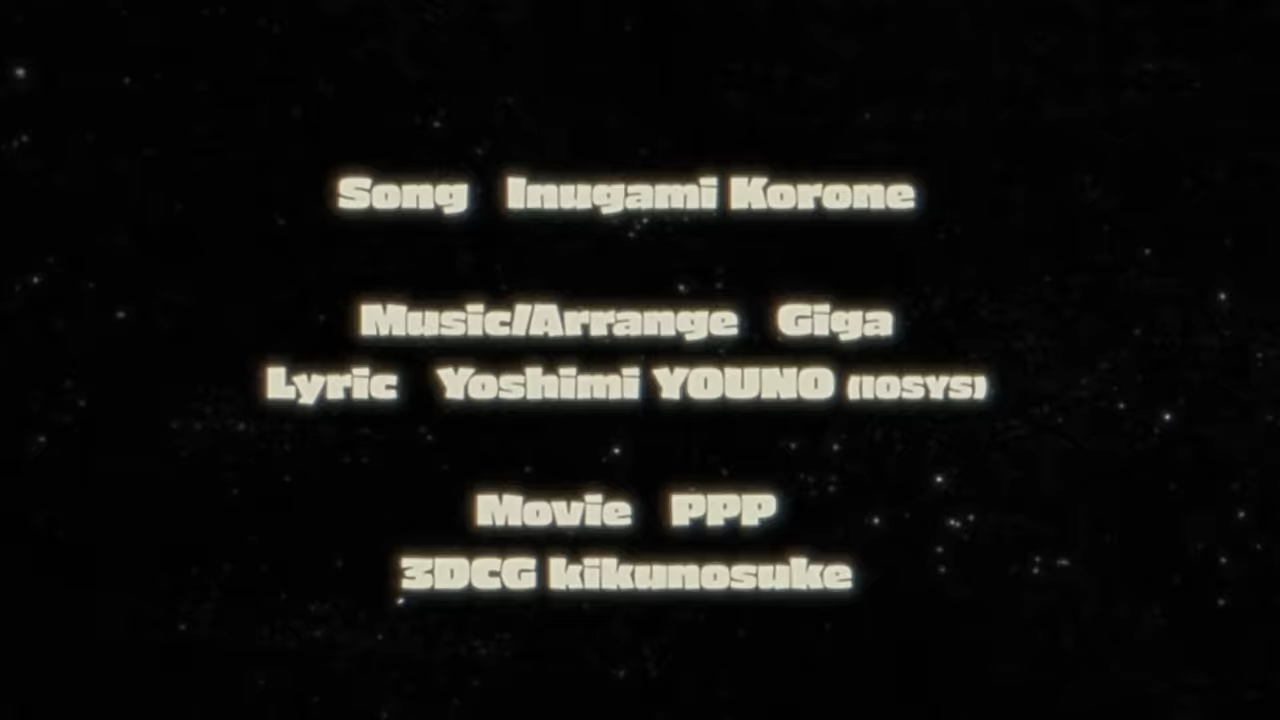 Song Inugami Korone
Music/Arrange Giga
Lyric Yoshimi YOUNO (IOSYS)
Movie PPP
3DCG kikunosuke